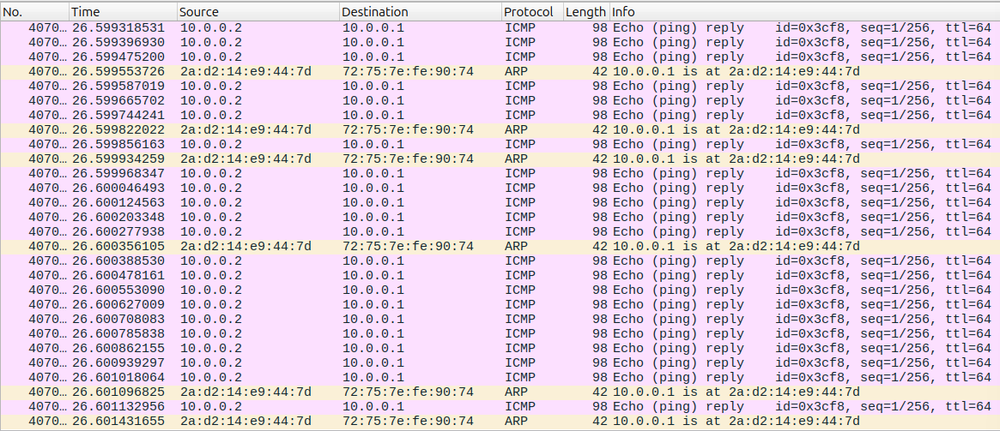 No. Time Source Destination Protocol Length Info
4070… 26.599318531 10.0.0.2 10.0.0.1 ICMP 98 Echo (ping) reply id=0x3cf8, seq=1/256, ttl=64
4070… 26.599396930 10.0.0.2 10.0.0.1 ICMP 98 Echo (ping) reply id=0x3cf8, seq=1/256, ttl=64
4070… 26.599475200 10.0.0.2 10.0.0.1 ICMP 98 Echo (ping) reply id=0x3cf8, seq=1/256, ttl=64
4070… 26.599553726 2a:d2:14:e9:44:7d 72:75:7e:fe:90:74 ARP 42 10.0.0.1 is at 2a:d2:14:e9:44:7d
4070… 26.599587019 10.0.0.2 10.0.0.1 ICMP 98 Echo (ping) reply id=0x3cf8, seq=1/256, ttl=64
4070… 26.599665702 10.0.0.2 10.0.0.1 ICMP 98 Echo (ping) reply id=0x3cf8, seq=1/256, ttl=64
4070… 26.599744241 10.0.0.2 10.0.0.1 ICMP 98 Echo (ping) reply id=0x3cf8, seq=1/256, ttl=64
4070… 26.599822022 2a:d2:14:e9:44:7d 72:75:7e:fe:90:74 ARP 42 10.0.0.1 is at 2a:d2:14:e9:44:7d
4070… 26.599856163 10.0.0.2 10.0.0.1 ICMP 98 Echo (ping) reply id=0x3cf8, seq=1/256, ttl=64
4070… 26.599934259 2a:d2:14:e9:44:7d 72:75:7e:fe:90:74 ARP 42 10.0.0.1 is at 2a:d2:14:e9:44:7d
4070… 26.599968347 10.0.0.2 10.0.0.1 ICMP 98 Echo (ping) reply id=0x3cf8, seq=1/256, ttl=64
4070… 26.600046493 10.0.0.2 10.0.0.1 ICMP 98 Echo (ping) reply id=0x3cf8, seq=1/256, ttl=64
4070… 26.600124563 10.0.0.2 10.0.0.1 ICMP 98 Echo (ping) reply id=0x3cf8, seq=1/256, ttl=64
4070… 26.600203348 10.0.0.2 10.0.0.1 ICMP 98 Echo (ping) reply id=0x3cf8, seq=1/256, ttl=64
4070… 26.600277938 10.0.0.2 10.0.0.1 ICMP 98 Echo (ping) reply id=0x3cf8, seq=1/256, ttl=64
4070… 26.600356105 2a:d2:14:e9:44:7d 72:75:7e:fe:90:74 ARP 42 10.0.0.1 is at 2a:d2:14:e9:44:7d
4070… 26.600388530 10.0.0.2 10.0.0.1 ICMP 98 Echo (ping) reply id=0x3cf8, seq=1/256, ttl=64
4070… 26.600478161 10.0.0.2 10.0.0.1 ICMP 98 Echo (ping) reply id=0x3cf8, seq=1/256, ttl=64
4070… 26.600553090 10.0.0.2 10.0.0.1 ICMP 98 Echo (ping) reply id=0x3cf8, seq=1/256, ttl=64
4070… 26.600627009 10.0.0.2 10.0.0.1 ICMP 98 Echo (ping) reply id=0x3cf8, seq=1/256, ttl=64
4070… 26.600708083 10.0.0.2 10.0.0.1 ICMP 98 Echo (ping) reply id=0x3cf8, seq=1/256, ttl=64
4070… 26.600785838 10.0.0.2 10.0.0.1 ICMP 98 Echo (ping) reply id=0x3cf8, seq=1/256, ttl=64
4070… 26.600862155 10.0.0.2 10.0.0.1 ICMP 98 Echo (ping) reply id=0x3cf8, seq=1/256, ttl=64
4070… 26.600939297 10.0.0.2 10.0.0.1 ICMP 98 Echo (ping) reply id=0x3cf8, seq=1/256, ttl=64
4070… 26.601018064 10.0.0.2 10.0.0.1 ICMP 98 Echo (ping) reply id=0x3cf8, seq=1/256, ttl=64
4070… 26.601096825 2a:d2:14:e9:44:7d 72:75:7e:fe:90:74 ARP 42 10.0.0.1 is at 2a:d2:14:e9:44:7d
4070… 26.601132956 10.0.0.2 10.0.0.1 ICMP 98 Echo (ping) reply id=0x3cf8, seq=1/256, ttl=64
4070… 26.601431655 2a:d2:14:e9:44:7d 72:75:7e:fe:90:74 ARP 42 10.0.0.1 is at 2a:d2:14:e9:44:7d